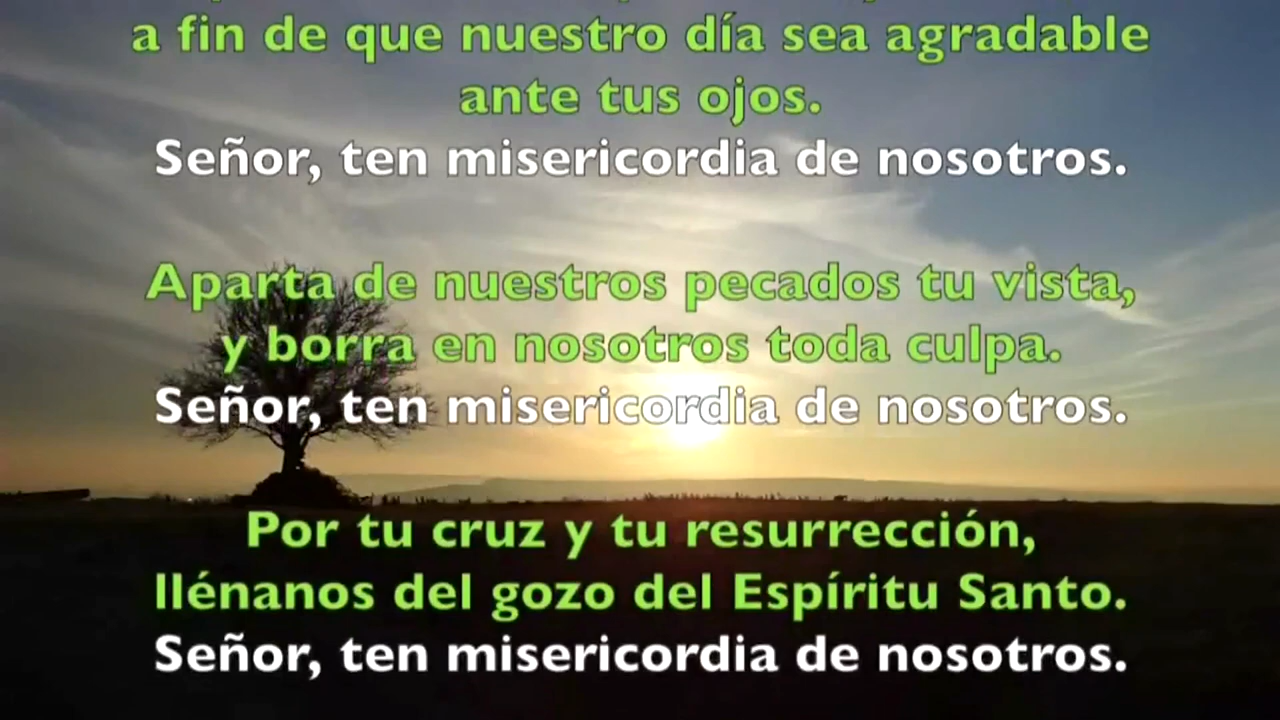 a fin de que nuestro día sea agradable
ante tus ojos.
Señor, ten misericordia de nosotros.
Aparta de nuestros pecados tu vista,
y borra en nosotros toda culpa.
Señor, ten misericordia de nosotros.
Por tu cruz y tu resurrección,
llénanos del gozo del Espíritu Santo.
Señor, ten misericordia de nosotros.